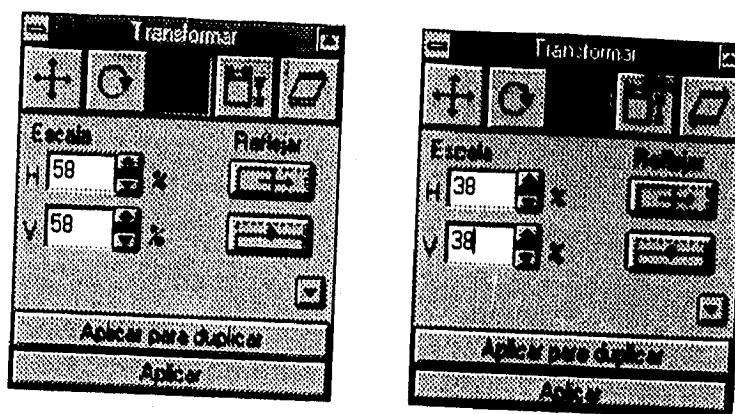 Transformar
Escala
Reflejar
H 58 %
V 58 %
Aplicar para duplicar
Aplicar
Transformar
Escala
Reflejar
H 38 %
V 38 %
Aplicar para duplicar
Aplicar